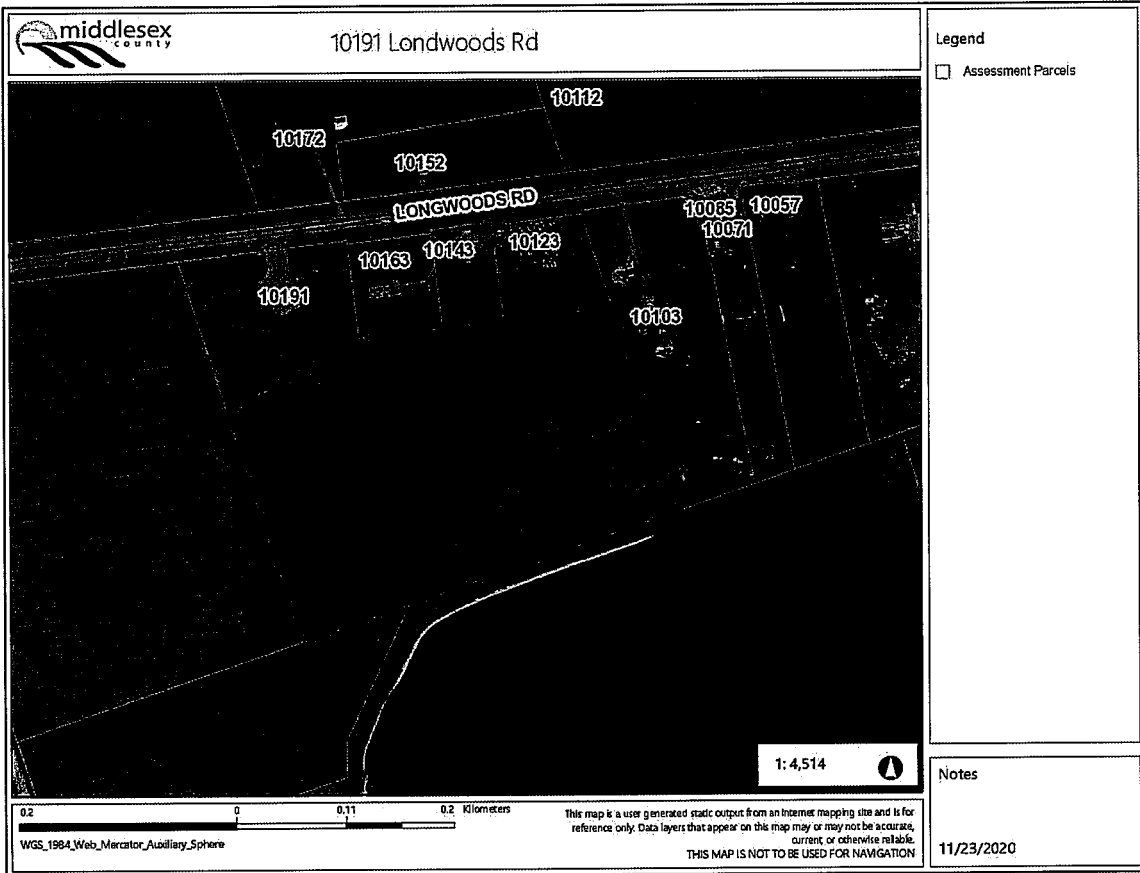 middlesex
county
10191 Londwoods Rd
Legend
Assessment Parcels
10112
10172
10152
LONGWOODS RD
10085
10057
10071
10163
10143
10123
10191
10103
1: 4,514
Notes
11/23/2020
0.2 0 0.11 0.2 Kilometers
WGS_1984_Web_Mercator_Auxiliary_Sphere
This map is a user generated static output from an Internet mapping site and is for
reference only. Data layers that appear on this map may or may not be accurate,
current, or otherwise reliable.
THIS MAP IS NOT TO BE USED FOR NAVIGATION